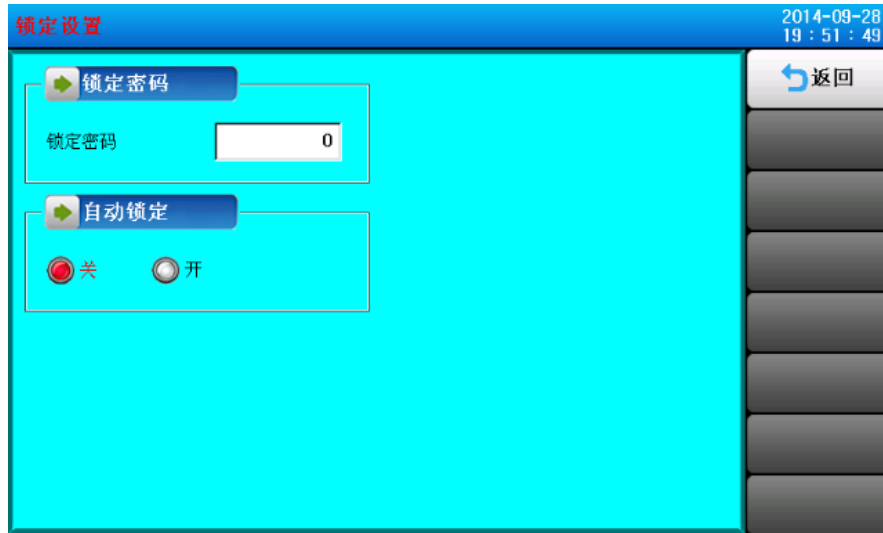 锁定设置
2014-09-28
19 : 51 : 49
返回
锁定密码
锁定密码 0
自动锁定
关 开